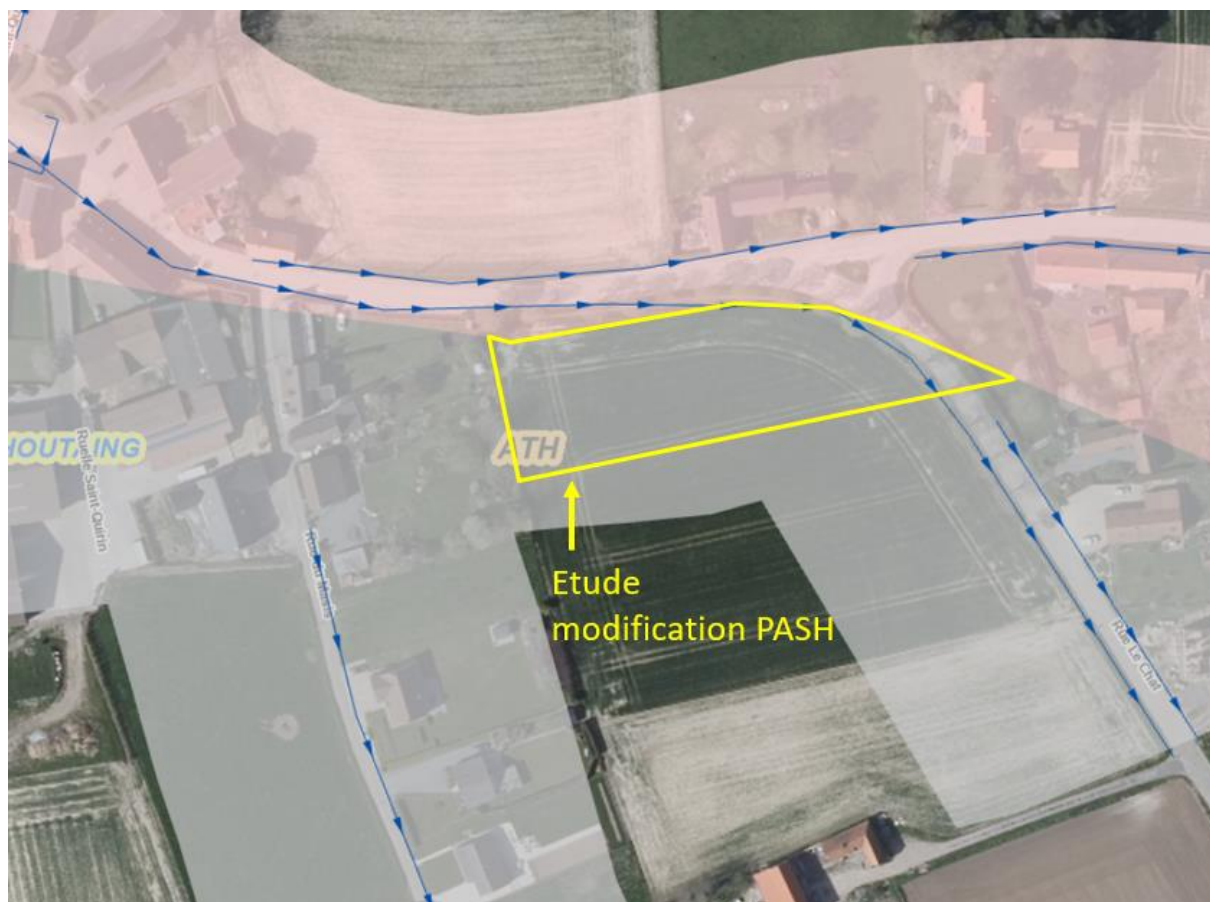 HOUTAING
ATH
Ruelle Saint-Quirin
Rue Le Chat
Etude
modification PASH